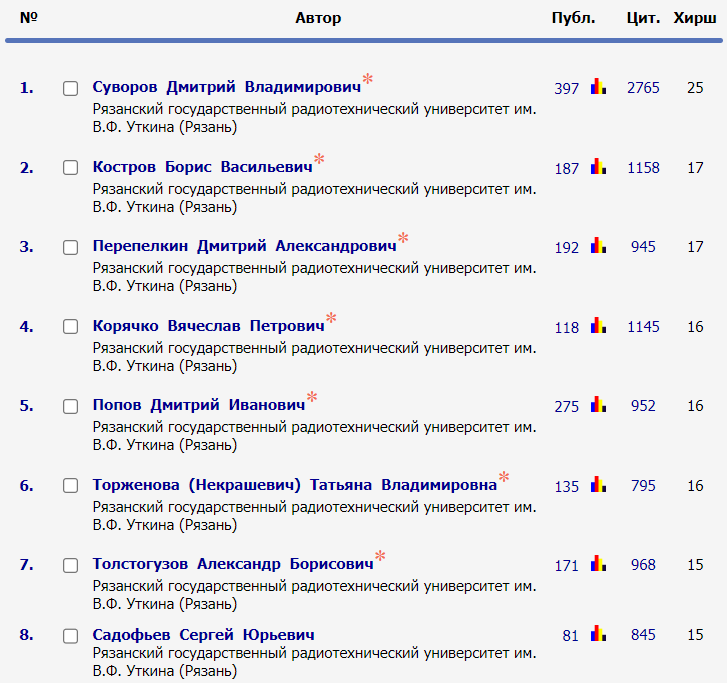 № Автор Публ. Цит. Хирш
1. Суворов Дмитрий Владимирович* 397 2765 25
Рязанский государственный радиотехнический университет им.
В.Ф. Уткина (Рязань)
2. Костров Борис Васильевич* 187 1158 17
Рязанский государственный радиотехнический университет им.
В.Ф. Уткина (Рязань)
3. Перепелкин Дмитрий Александрович* 192 945 17
Рязанский государственный радиотехнический университет им.
В.Ф. Уткина (Рязань)
4. Корячко Вячеслав Петрович* 118 1145 16
Рязанский государственный радиотехнический университет им.
В.Ф. Уткина (Рязань)
5. Попов Дмитрий Иванович* 275 952 16
Рязанский государственный радиотехнический университет им.
В.Ф. Уткина (Рязань)
6. Торженова (Некрашевич) Татьяна Владимировна* 135 795 16
Рязанский государственный радиотехнический университет им.
В.Ф. Уткина (Рязань)
7. Толстогузов Александр Борисович* 171 968 15
Рязанский государственный радиотехнический университет им.
В.Ф. Уткина (Рязань)
8. Садофьев Сергей Юрьевич 81 845 15
Рязанский государственный радиотехнический университет им.
В.Ф. Уткина (Рязань)